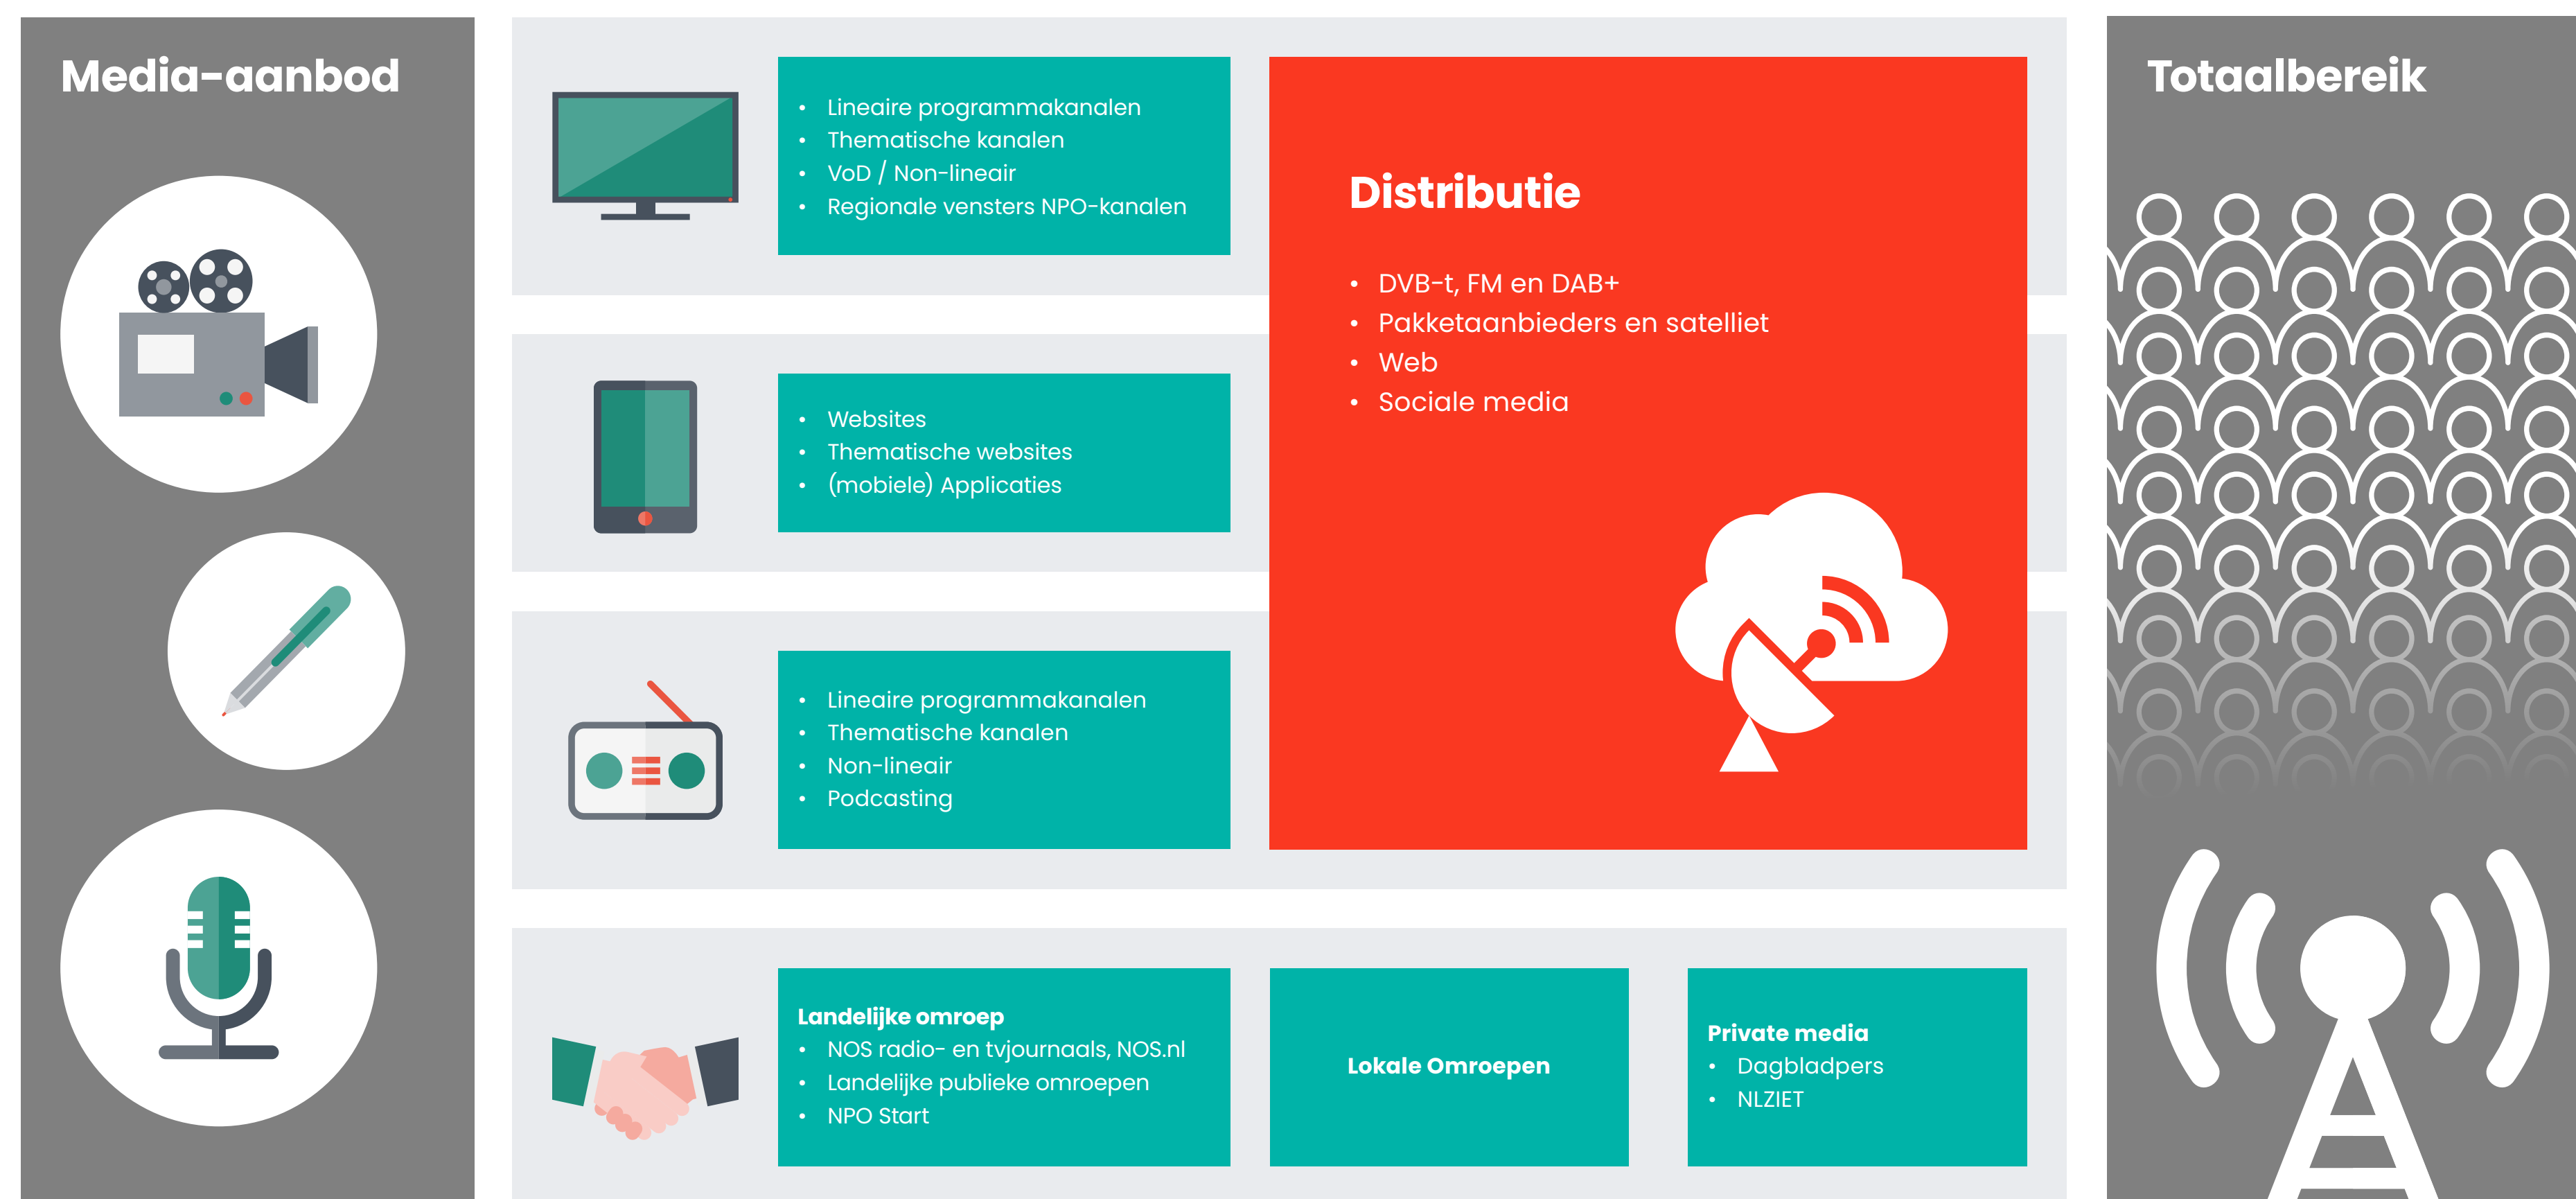 Media-aanbod
• Lineaire programmakanalen
• Thematische kanalen
• VoD / Non-lineair
• Regionale vensters NPO-kanalen
• Websites
• Thematische websites
• (mobiele) Applicaties
• Lineaire programmakanalen
• Thematische kanalen
• Non-lineair
• Podcasting
Distributie
• DVB-t, FM en DAB+
• Pakketaanbieders en satelliet
• Web
• Sociale media
Landelijke omroep
• NOS radio- en tvjournaals, NOS.nl
• Landelijke publieke omroepen
• NPO Start
Lokale Omroepen
Private media
• Dagbladpers
• NLZIET
Totaalbereik